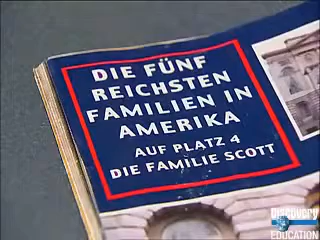 DIE FÜNF
REICHSTEN
FAMILIEN IN
AMERIKA
AUF PLATZ 4
DIE FAMILIE SCOTT
DISCOVERY
EDUCATION